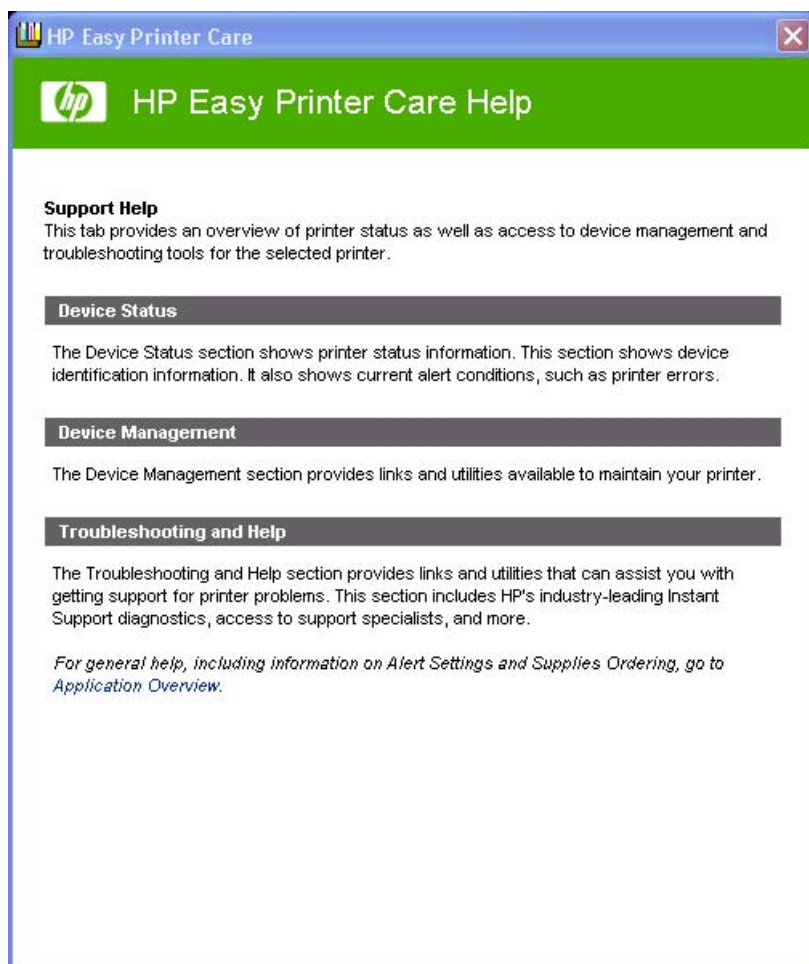 HP Easy Printer Care
hp
HP Easy Printer Care Help
Support Help
This tab provides an overview of printer status as well as access to device management and
troubleshooting tools for the selected printer.
Device Status
The Device Status section shows printer status information. This section shows device
identification information. It also shows current alert conditions, such as printer errors.
Device Management
The Device Management section provides links and utilities available to maintain your printer.
Troubleshooting and Help
The Troubleshooting and Help section provides links and utilities that can assist you with
getting support for printer problems. This section includes HP's industry-leading Instant
Support diagnostics, access to support specialists, and more.
For general help, including information on Alert Settings and Supplies Ordering, go to
Application Overview.